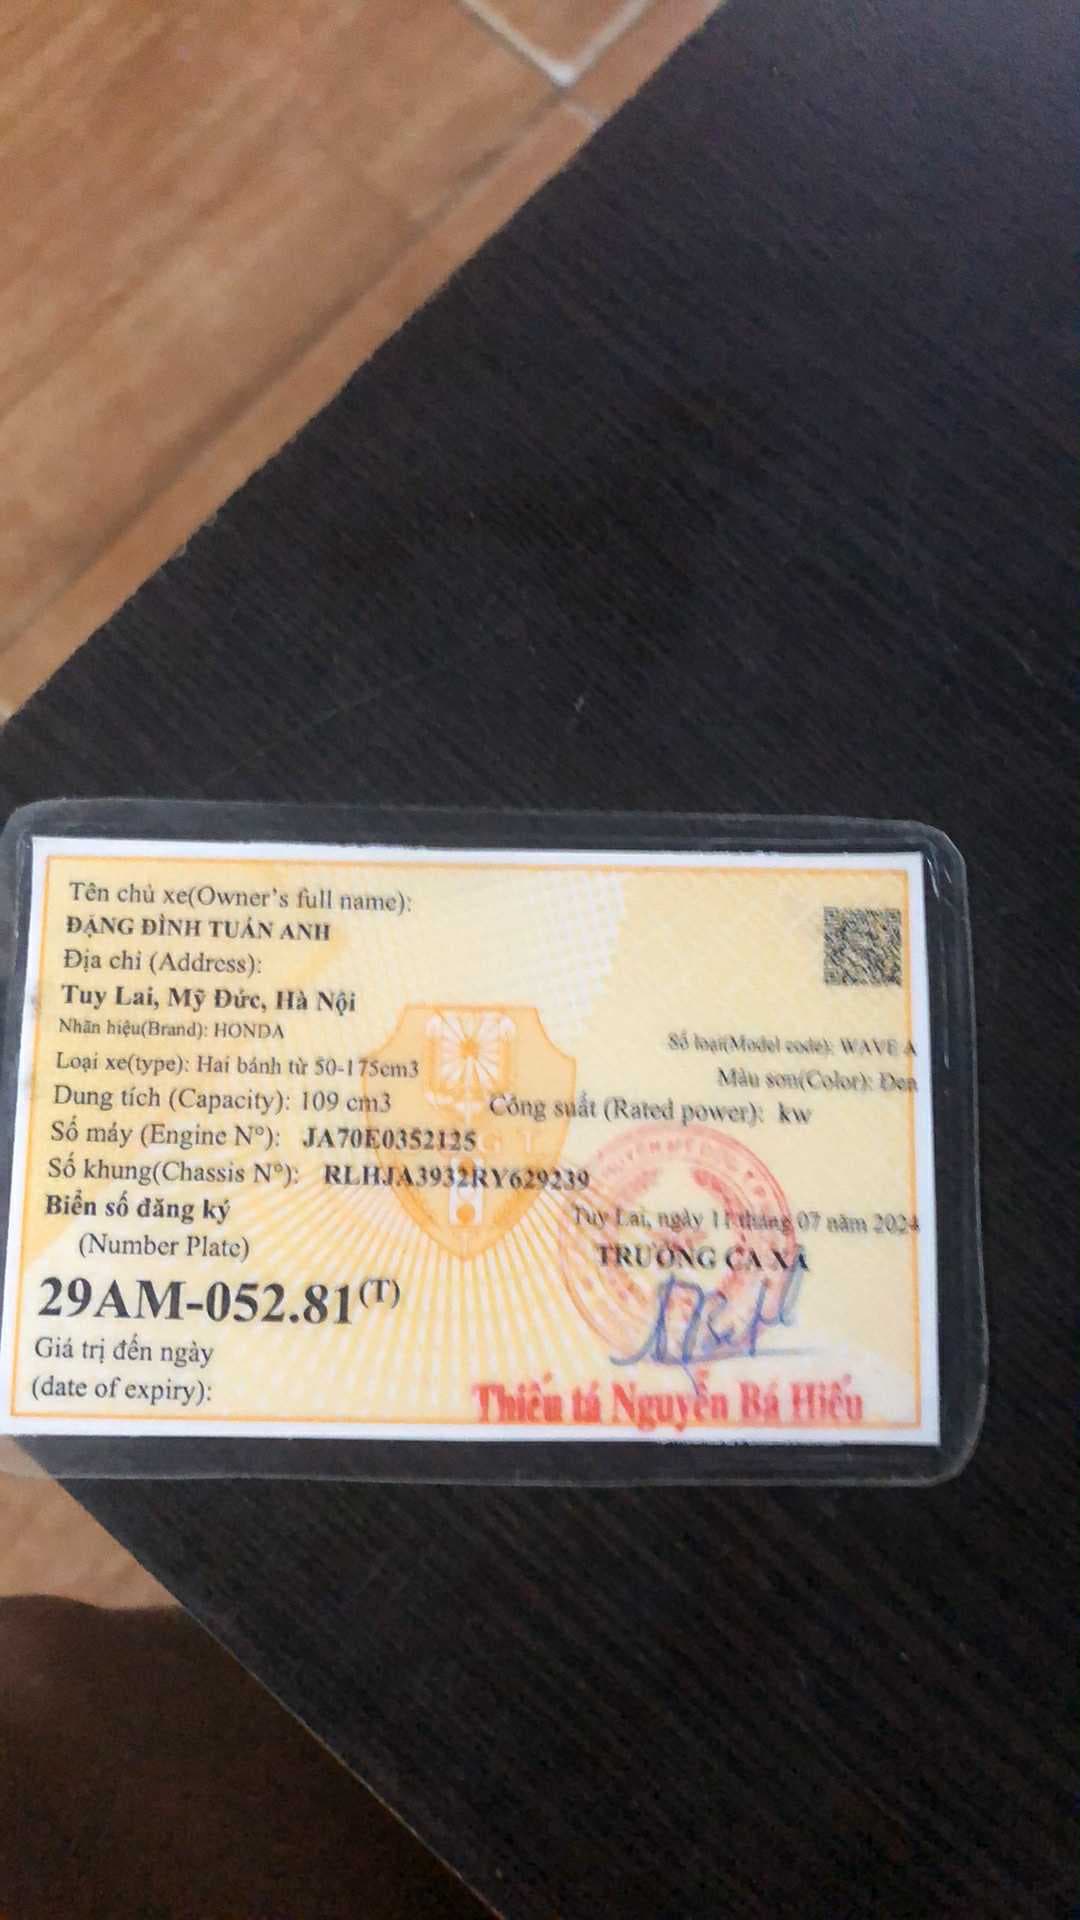 Tên chủ xe(Owner's full name):
ĐẶNG ĐÌNH TUẤN ANH
Địa chỉ (Address):
Tuy Lai, Mỹ Đức, Hà Nội
Nhãn hiệu(Brand): HONDA
Số loại(Model code): WAVE A
Loại xe(type): Hai bánh từ 50-175cm3
Màu sơn(Color): Đen
Dung tích (Capacity): 109 cm3
Công suất (Rated power): kw
Số máy (Engine Nº): JA70E0352125
Số khung(Chassis Nº): RLHJA3932RY629239
Biển số đăng ký
Tuy Lai, ngày 11 tháng 07 năm 2024
(Number Plate)
TRƯỞNG CA XÃ
29AM-052.81(T)
Giá trị đến ngày
(date of expiry):
Thiếu tá Nguyễn Bá Hiếu